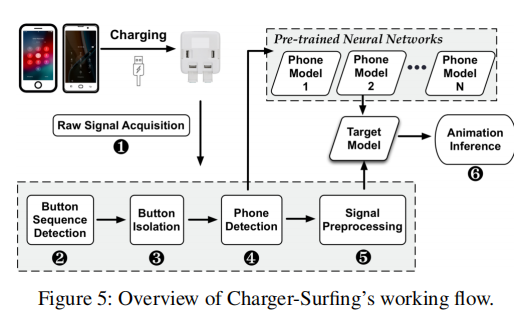 Charging
Pre-trained Neural Networks
Phone
Model
1
Phone
Model
2
Phone
Model
N
Raw Signal Acquisition
❶
Target
Model
Animation
Inference
❻
Button
Sequence
Detection
❷
Button
Isolation
❸
Phone
Detection
❹
Signal
Preprocessing
❺
Figure 5: Overview of Charger-Surfing's working flow.